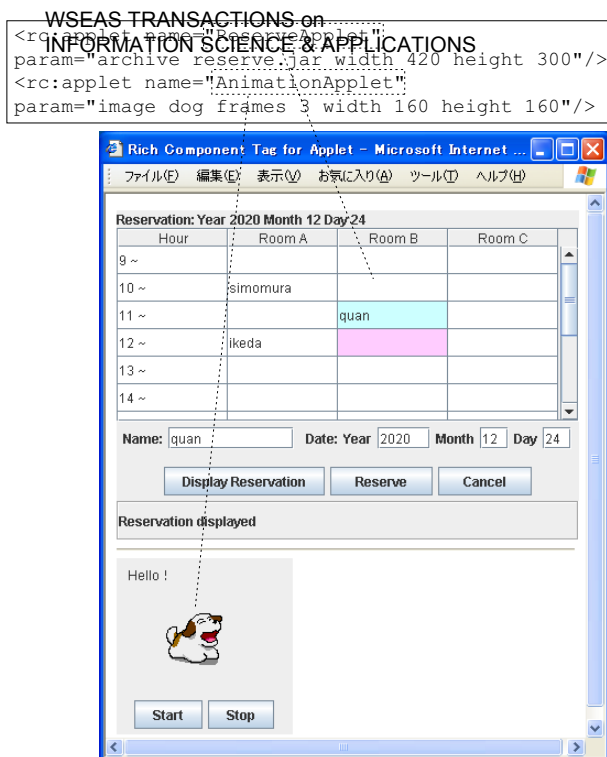 WSEAS TRANSACTIONS on
INFORMATION SCIENCE & APPLICATIONS
<rc:applet name="ReserveApplet"
param="archive reserve.jar width 420 height 300"/>
<rc:applet name="AnimationApplet"
param="image dog frames 3 width 160 height 160"/>
Rich Component Tag for Applet - Microsoft Internet ...
ファイル(F) 編集(E) 表示(V) お気に入り(A) ツール(T) ヘルプ(H)
Reservation: Year 2020 Month 12 Day 24
Hour Room A Room B Room C
9 ~
10 ~ simomura
11 ~ quan
12 ~ ikeda
13 ~
14 ~
Name: quan Date: Year 2020 Month 12 Day 24
Display Reservation Reserve Cancel
Reservation displayed
Hello !
Start Stop